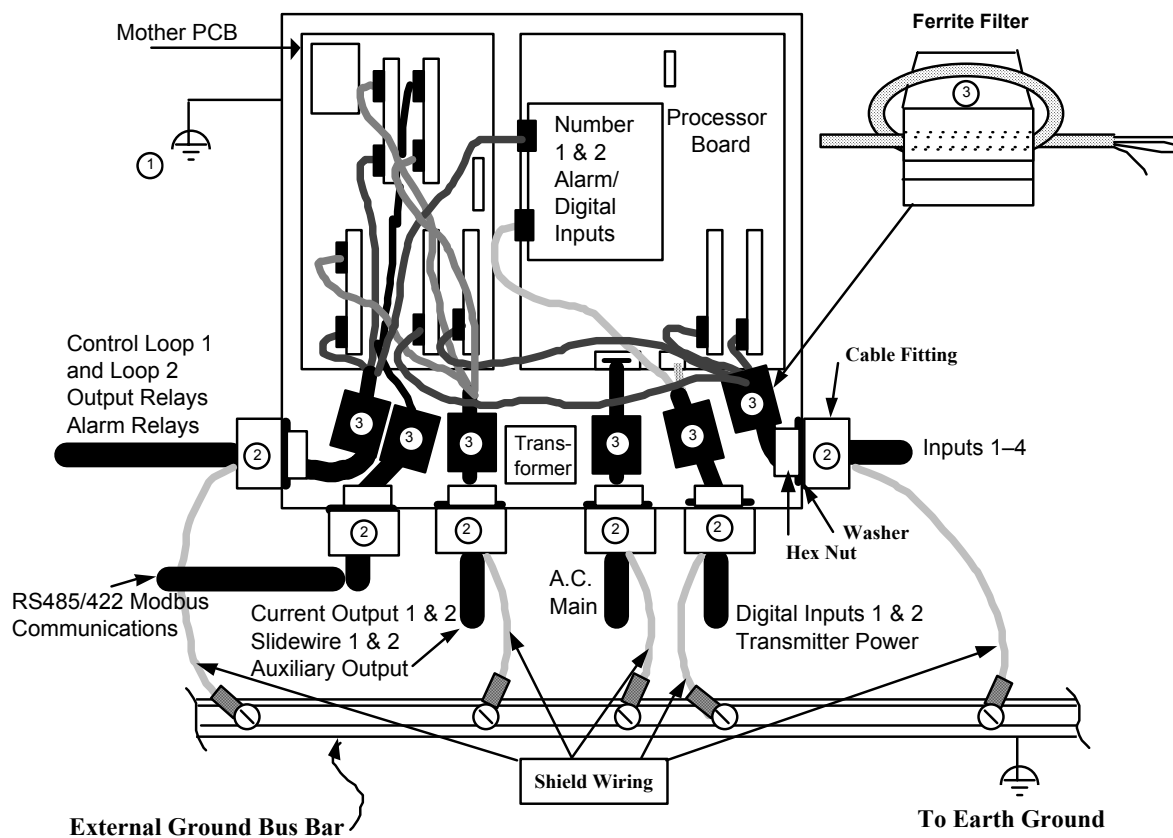 Mother PCB
Ferrite Filter
3
1
Number
1 & 2
Alarm/
Digital
Inputs
Processor
Board
Control Loop 1
and Loop 2
Output Relays
Alarm Relays
Cable Fitting
3
3
3
3
3
3
Trans-
former
2
2
Inputs 1–4
Washer
Hex Nut
2
2
2
2
RS485/422 Modbus
Communications
Current Output 1 & 2
Slidewire 1 & 2
Auxiliary Output
A.C.
Main
Digital Inputs 1 & 2
Transmitter Power
Shield Wiring
External Ground Bus Bar
To Earth Ground